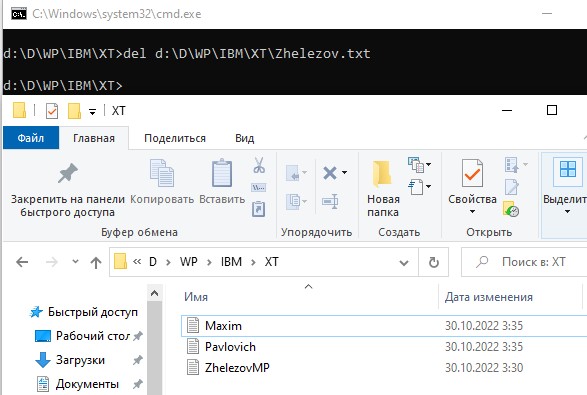 C:\Windows\system32\cmd.exe
d:\D\WP\IBM\XT>del d:\D\WP\IBM\XT\Zhelezov.txt
d:\D\WP\IBM\XT>
XT
Файл Главная Поделиться Вид
Закрепить на панели быстрого доступа
Копировать
Вставить
Новая папка
Свойства
Выделить
Буфер обмена Упорядочить Создать Открыть
« D > WP > IBM > XT
Поиск в: XT
Имя Дата изменения
Быстрый доступ
Рабочий стол
Загрузки
Документы
Maxim 30.10.2022 3:35
Pavlovich 30.10.2022 3:35
ZhelezovMP 30.10.2022 3:30